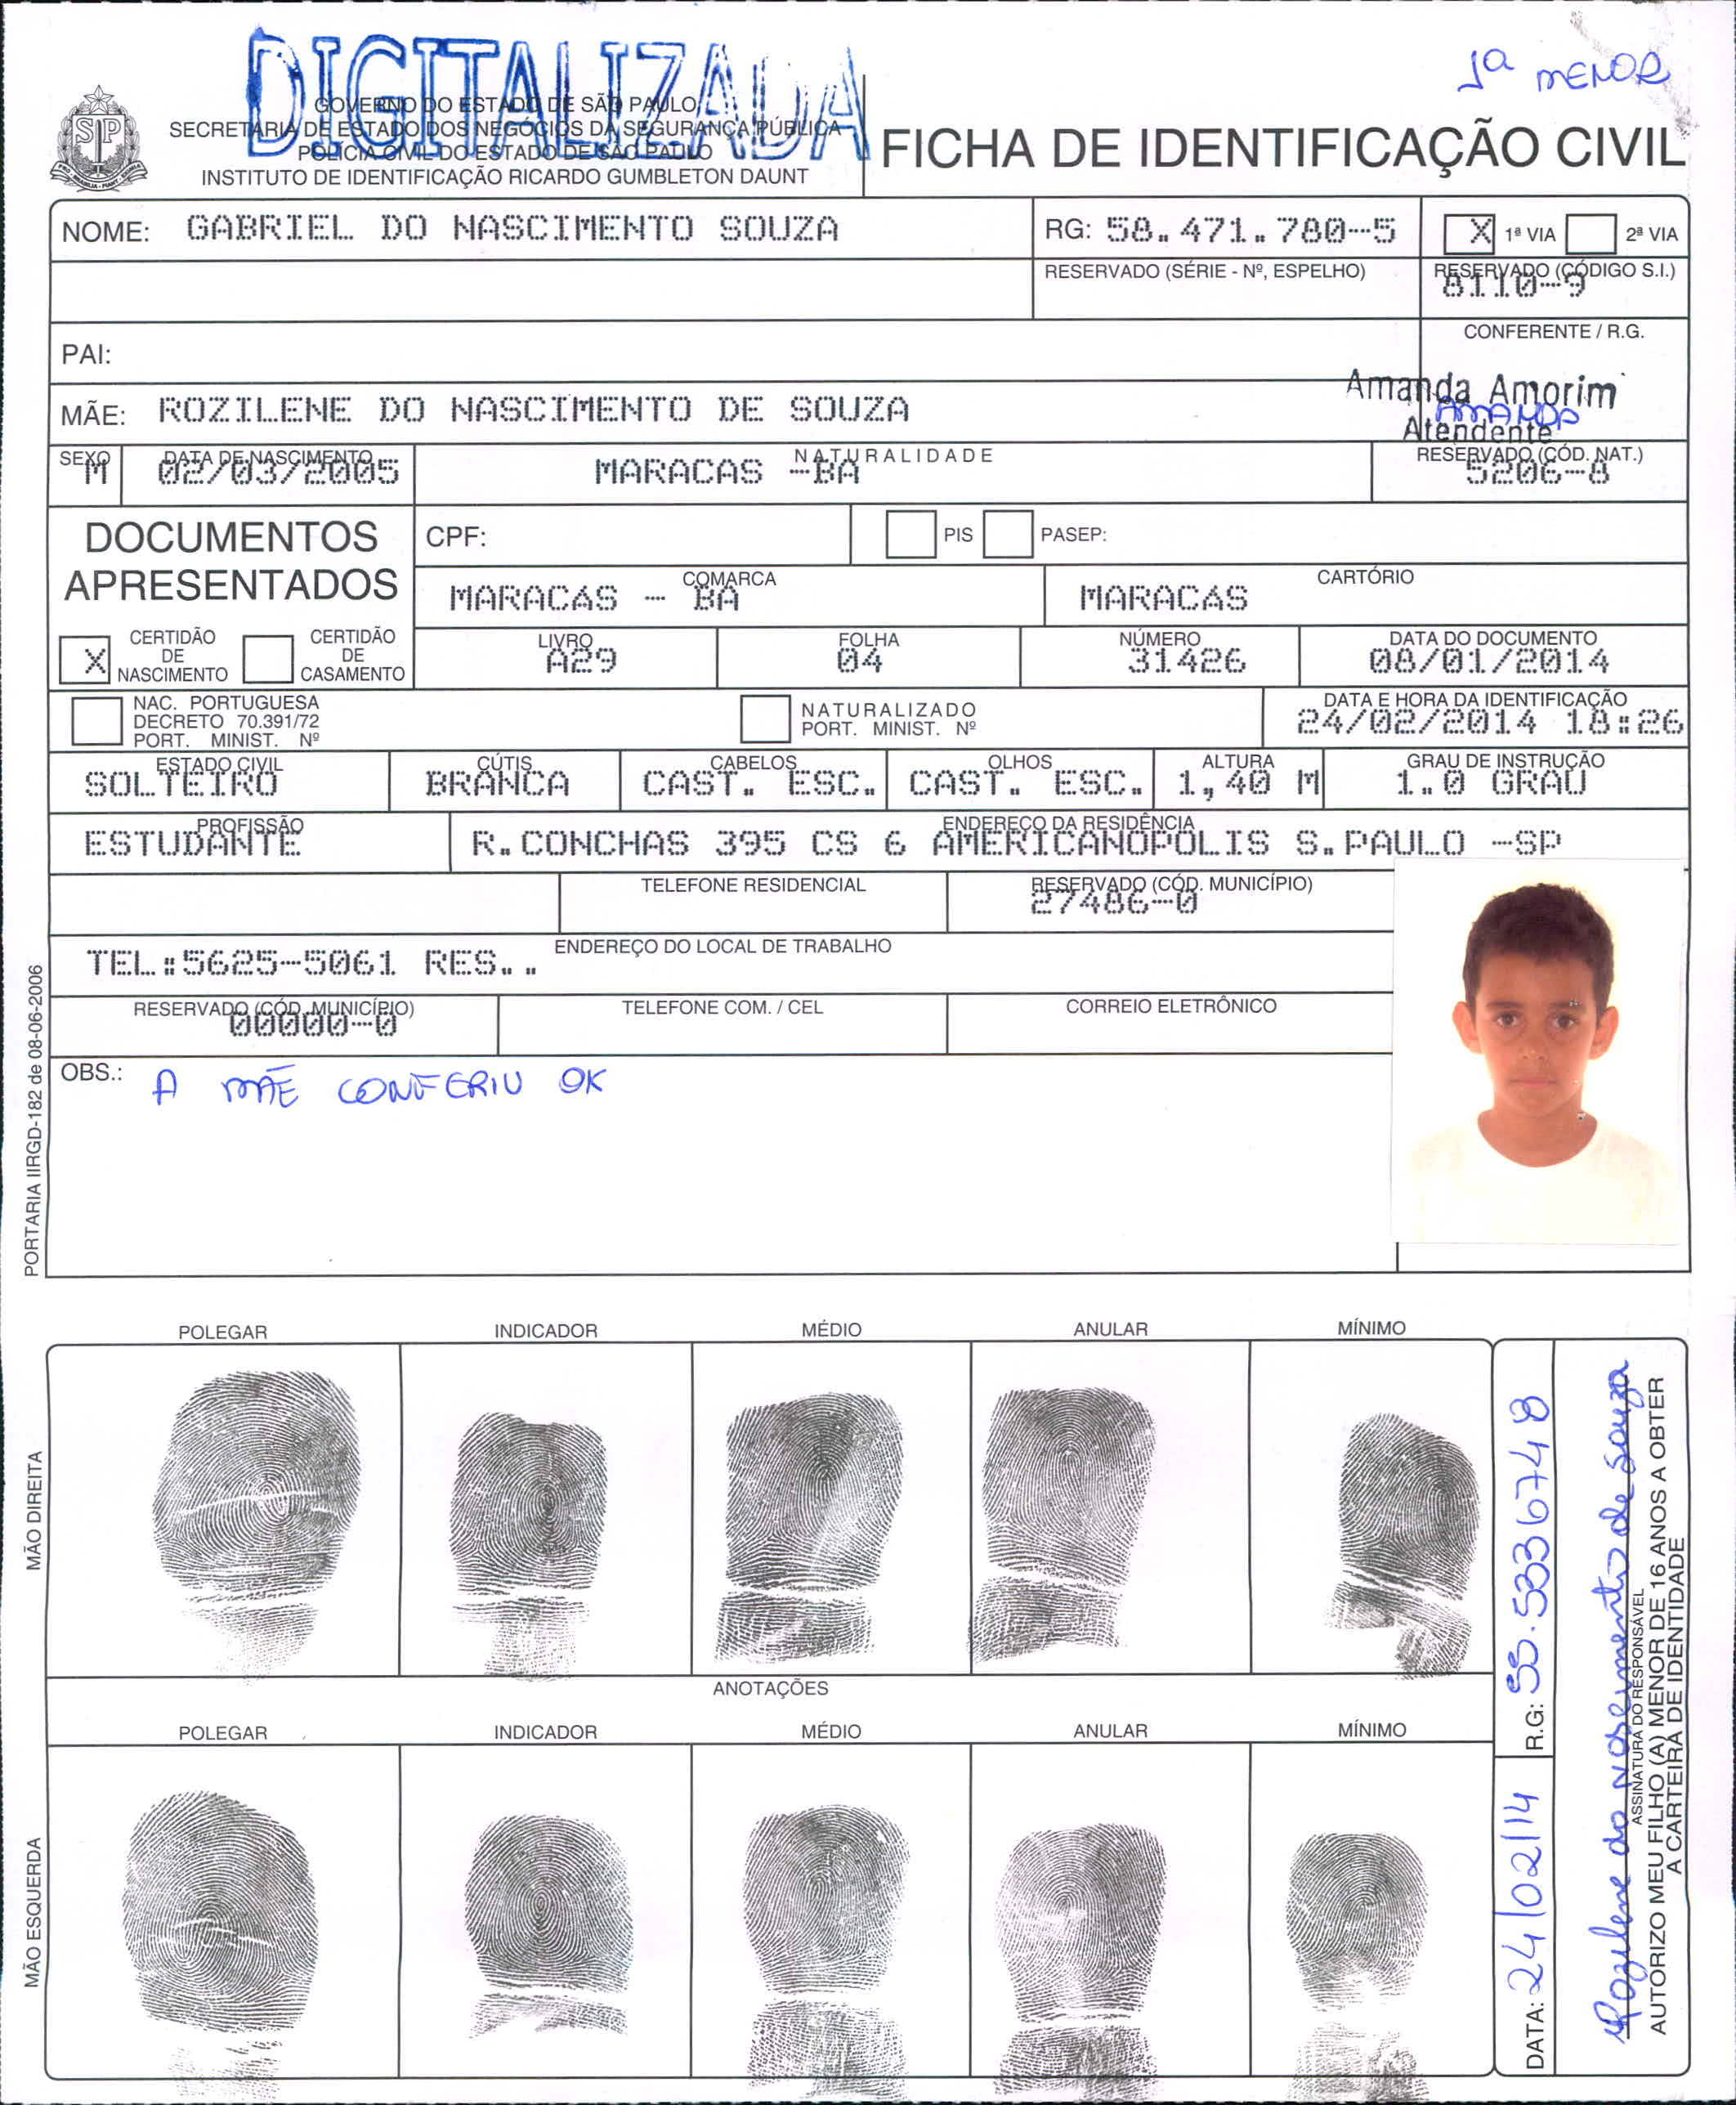 DIGITALIZADA
1ª MENOR
GOVERNO DO ESTADO DE SÃO PAULO
SECRETARIA DE ESTADO DOS NEGÓCIOS DA SEGURANÇA PÚBLICA
POLÍCIA CIVIL DO ESTADO DE SÃO PAULO
INSTITUTO DE IDENTIFICAÇÃO RICARDO GUMBLETON DAUNT
FICHA DE IDENTIFICAÇÃO CIVIL
NOME: GABRIEL DO NASCIMENTO SOUZA RG: 58.471.780-5 X 1ª VIA 2ª VIA
RESERVADO (SÉRIE - Nº, ESPELHO) RESERVADO (CÓDIGO S.I.)
8110-9
PAI: CONFERENTE / R.G.
Amanda Amorim
AMANDA
Atendente
MÃE: ROZILENE DO NASCIMENTO DE SOUZA
SEXO DATA DE NASCIMENTO NATURALIDADE RESERVADO (CÓD. NAT.)
M 02/03/2005 MARACAS -BA 5206-8
DOCUMENTOS APRESENTADOS
CPF: PIS PASEP:
COMARCA CARTÓRIO
MARACAS - BA MARACAS
X CERTIDÃO DE NASCIMENTO CERTIDÃO DE CASAMENTO
LIVRO FOLHA NÚMERO DATA DO DOCUMENTO
A29 04 31426 08/01/2014
NAC. PORTUGUESA
DECRETO 70.391/72
PORT. MINIST. Nº
NATURALIZADO
PORT. MINIST. Nº
DATA E HORA DA IDENTIFICAÇÃO
24/02/2014 18:26
ESTADO CIVIL CÚTIS CABELOS OLHOS ALTURA GRAU DE INSTRUÇÃO
SOLTEIRO BRANCA CAST. ESC. CAST. ESC. 1,40 M 1.0 GRAU
PROFISSÃO ENDEREÇO DA RESIDÊNCIA
ESTUDANTE R.CONCHAS 395 CS 6 AMERICANOPOLIS S.PAULO -SP
TELEFONE RESIDENCIAL RESERVADO (CÓD. MUNICÍPIO)
27486-0
ENDEREÇO DO LOCAL DE TRABALHO
TEL:5625-5061 RES..
RESERVADO (CÓD. MUNICÍPIO) TELEFONE COM. / CEL CORREIO ELETRÔNICO
00000-0
OBS.: A MÃE CONFERIU OK
PORTARIA IIRGD-182 de 08-06-2006
POLEGAR INDICADOR MÉDIO ANULAR MÍNIMO
MÃO DIREITA
ANOTAÇÕES
POLEGAR INDICADOR MÉDIO ANULAR MÍNIMO
MÃO ESQUERDA
DATA: 24/02/14 R.G: 55.5336748
Rozilene do nascimento de souza
ASSINATURA DO RESPONSÁVEL
AUTORIZO MEU FILHO (A) MENOR DE 16 ANOS A OBTER
A CARTEIRA DE IDENTIDADE